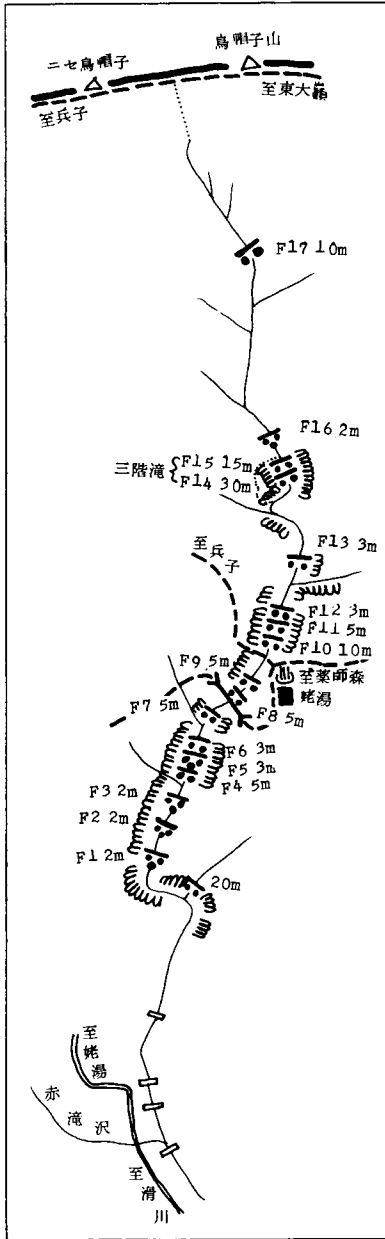 ニセ烏帽子
烏帽子山
至兵子
至東大巓
F17 10m
F16 2m
三階滝
F15 15m
F14 30m
F13 3m
至兵子
F12 3m
F11 5m
F10 10m
至薬師森
姥湯
F9 5m
F8 5m
F7 5m
F6 3m
F5 3m
F4 5m
F3 2m
F2 2m
F1 2m
20m
至姥湯
赤滝沢
至滑川